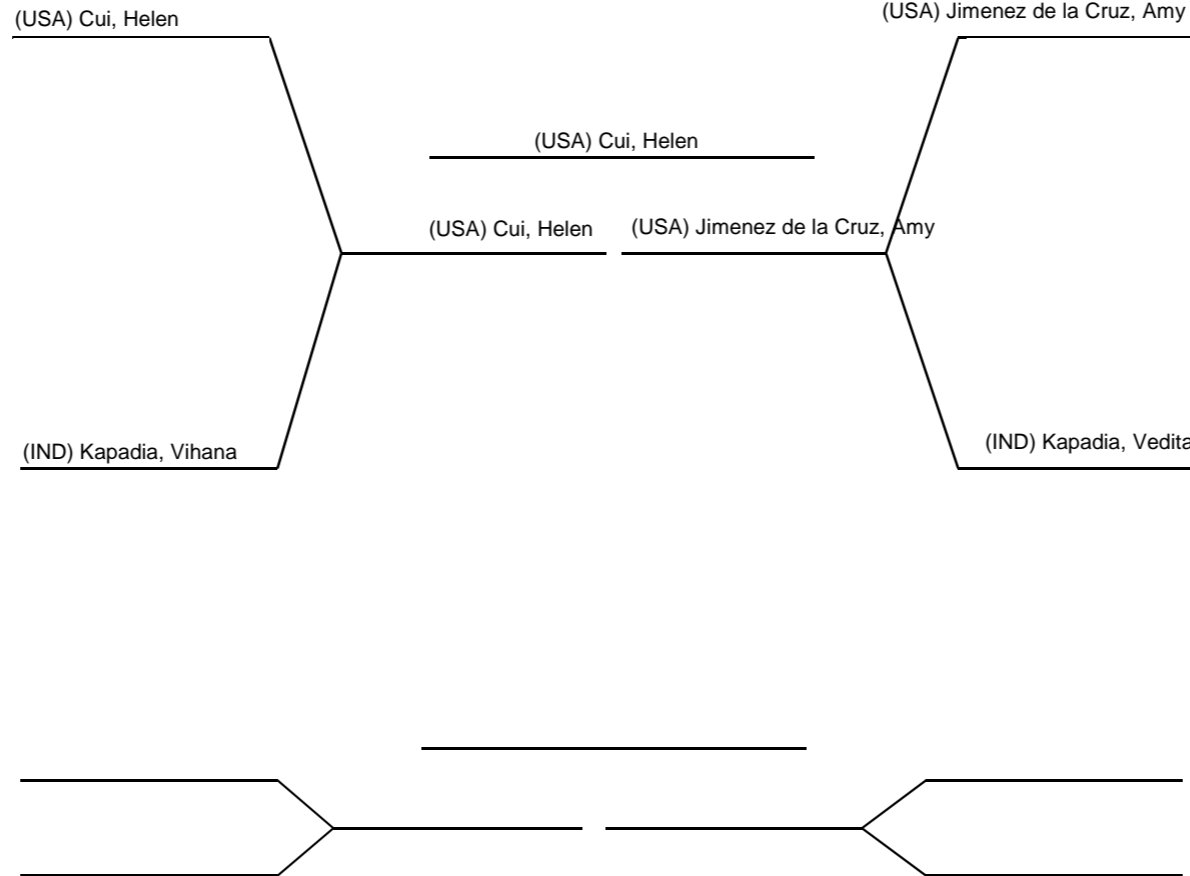 (USA) Cui, Helen
(USA) Jimenez de la Cruz, Amy
(USA) Cui, Helen
(USA) Cui, Helen
(USA) Jimenez de la Cruz, Amy
(IND) Kapadia, Vihana
(IND) Kapadia, Vedita